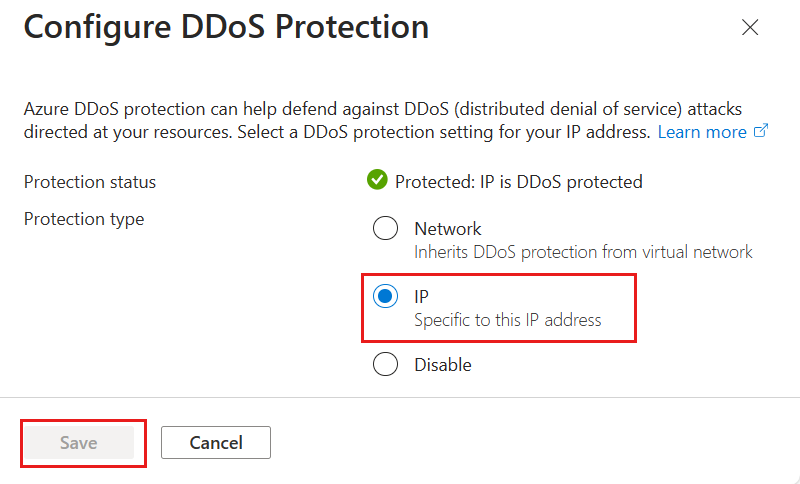 Configure DDoS Protection
Azure DDoS protection can help defend against DDoS (distributed denial of service) attacks
directed at your resources. Select a DDoS protection setting for your IP address. Learn more
Protection status
Protected: IP is DDoS protected
Protection type
Network
Inherits DDoS protection from virtual network
IP
Specific to this IP address
Disable
Save
Cancel